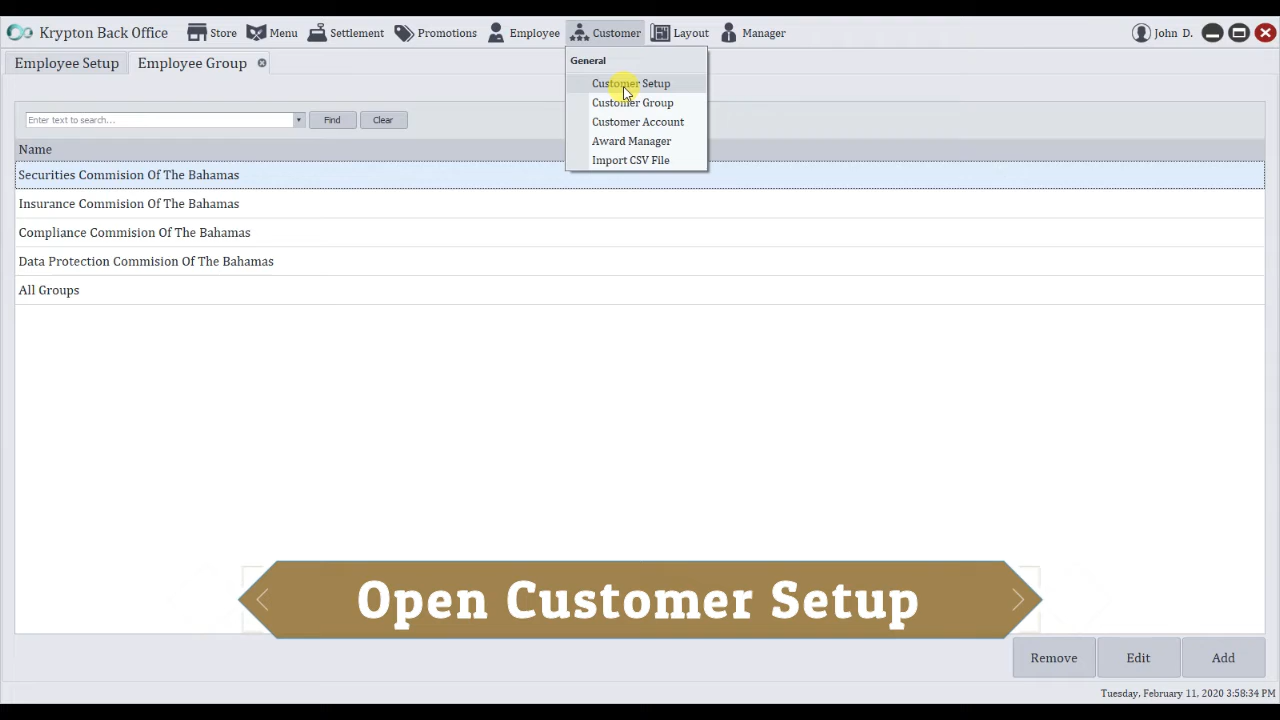 Krypton Back Office Store Menu Settlement Promotions Employee Customer Layout Manager John D.
Employee Setup Employee Group
General
Customer Setup
Customer Group
Customer Account
Award Manager
Import CSV File
Enter text to search... Find Clear
Name
Securities Commision Of The Bahamas
Insurance Commision Of The Bahamas
Compliance Commision Of The Bahamas
Data Protection Commision Of The Bahamas
All Groups
Open Customer Setup
Remove Edit Add
Tuesday, February 11, 2020 3:58:34 PM